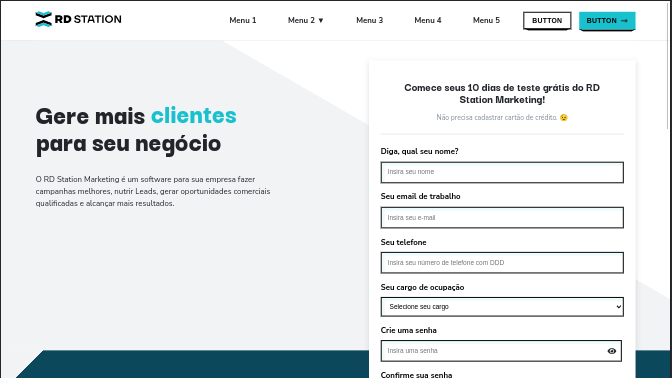 RD STATION
Menu 1
Menu 2 ▼
Menu 3
Menu 4
Menu 5
BUTTON
BUTTON →
Gere mais clientes
para seu negócio
O RD Station Marketing é um software para sua empresa fazer
campanhas melhores, nutrir Leads, gerar oportunidades comerciais
qualificadas e alcançar mais resultados.
Comece seus 10 dias de teste grátis do RD
Station Marketing!
Não precisa cadastrar cartão de crédito. 😉
Diga, qual seu nome?
Insira seu nome
Seu email de trabalho
Insira seu e-mail
Seu telefone
Insira seu número de telefone com DDD
Seu cargo de ocupação
Selecione seu cargo
Crie uma senha
Insira uma senha
Confirme sua senha